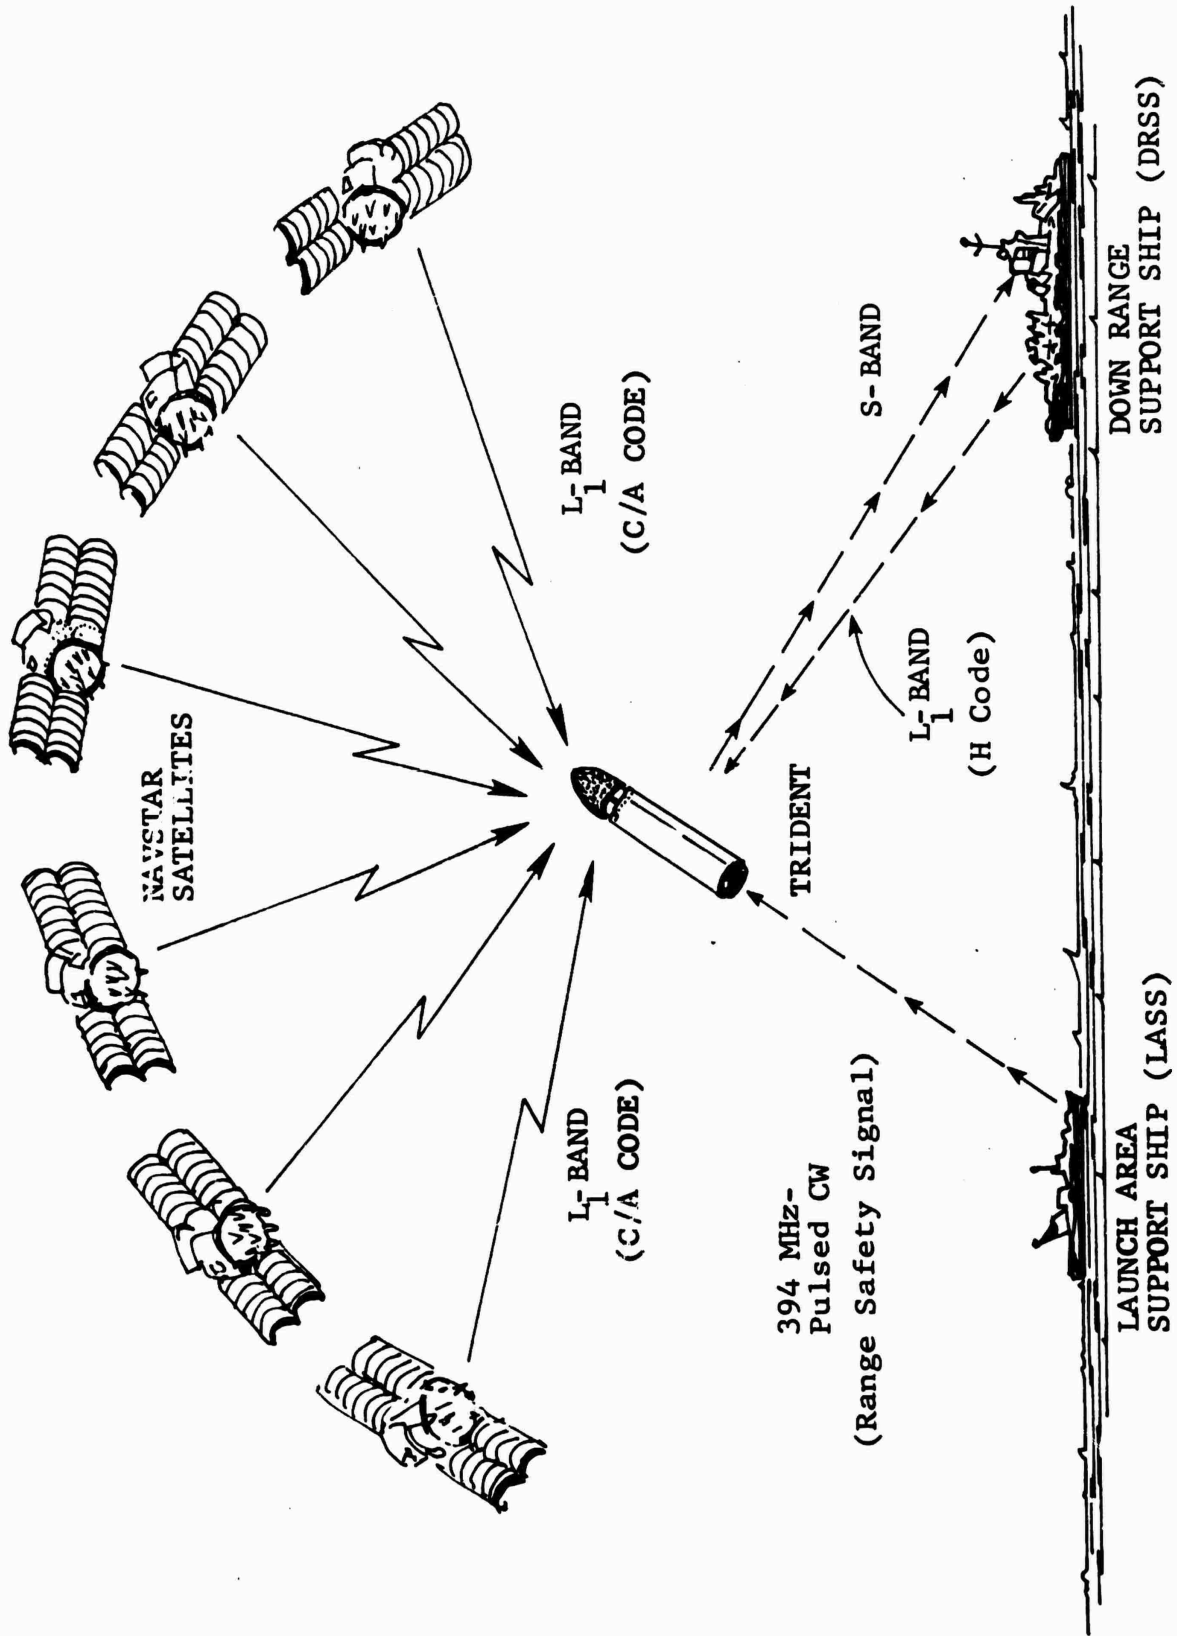 NAVSTAR
SATELLITES
L1-BAND
(C/A CODE)
L1-BAND
(C/A CODE)
TRIDENT
394 MHz-
Pulsed CW
(Range Safety Signal)
S-BAND
L1-BAND
(H Code)
LAUNCH AREA
SUPPORT SHIP (LASS)
DOWN RANGE
SUPPORT SHIP (DRSS)